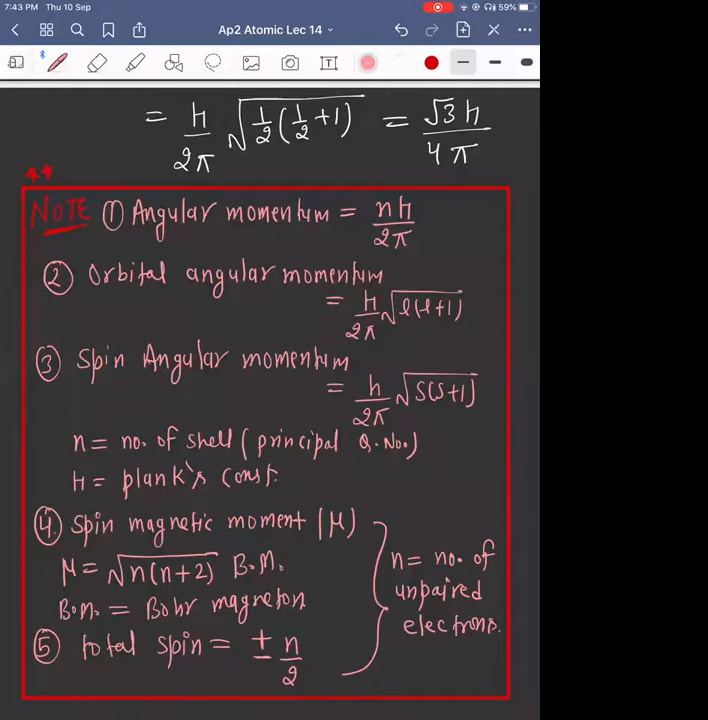 7:43 PM Thu 10 Sep
59%
Ap2 Atomic Lec 14
= h/2π √(1/2(1/2+1)) = √3h/4π
NOTE ① Angular momentum = nh/2π
② Orbital angular momentum
= h/2π √l(l+1)
③ Spin Angular momentum
= h/2π √S(S+1)
n = no. of shell (principal Q.No.)
h = plank's const.
④ Spin magnetic moment (μ)
μ = √n(n+2) B.M.
B.M. = Bohr magneton
n = no. of
unpaired
electrons.
⑤ total spin = ± n/2